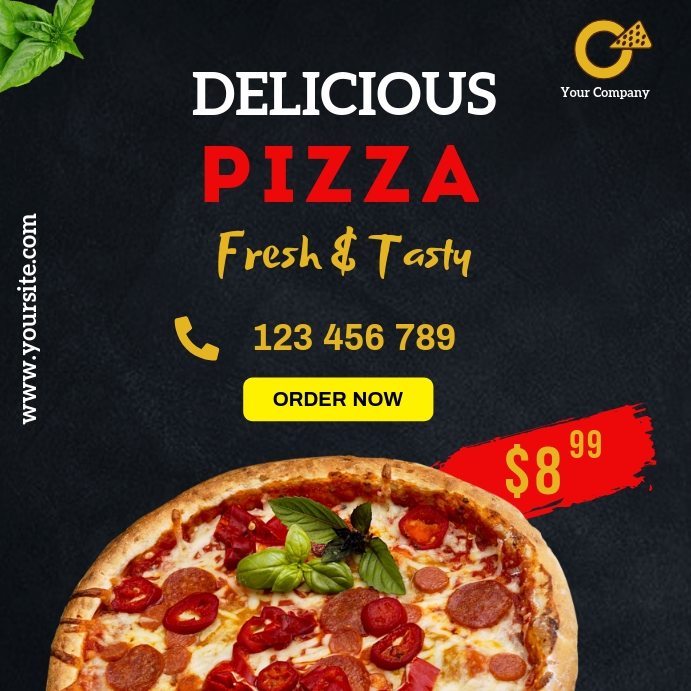 Your Company
DELICIOUS
PIZZA
Fresh & Tasty
www.yoursite.com
123 456 789
ORDER NOW
$8 99